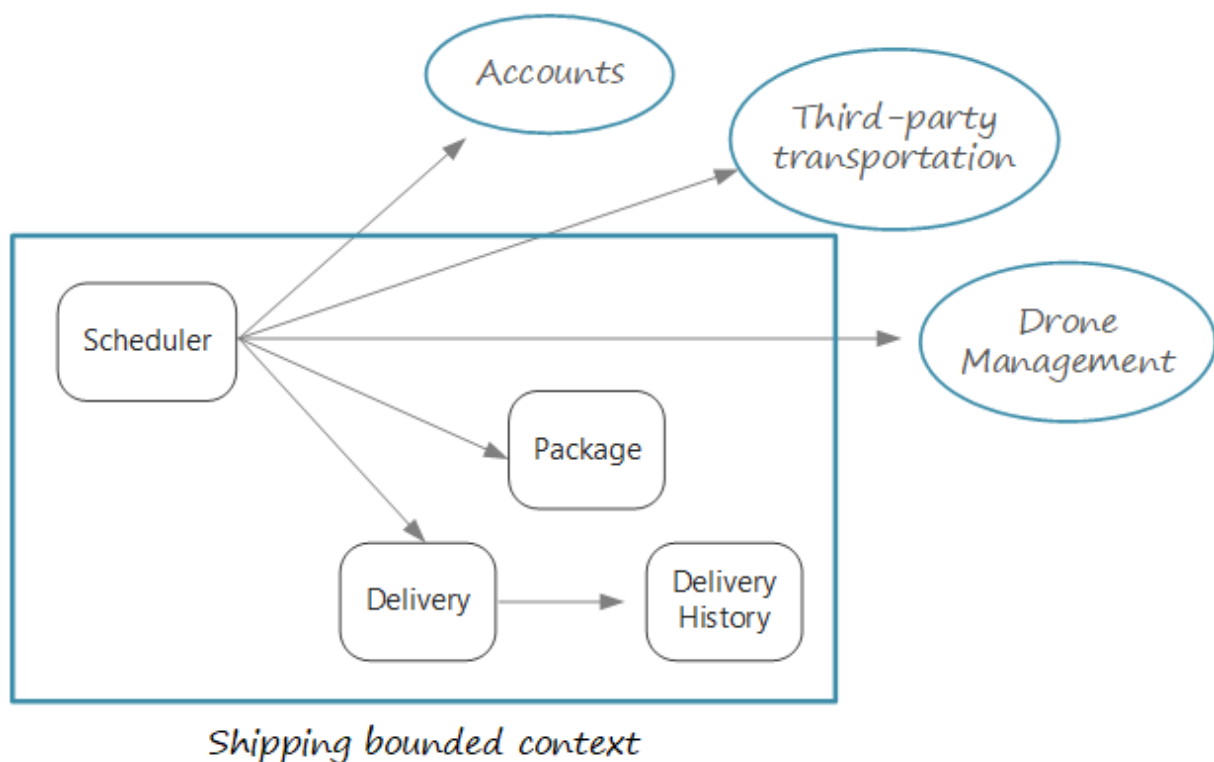 Accounts
Third-party
transportation
Scheduler
Drone
Management
Package
Delivery
Delivery
History
Shipping bounded context